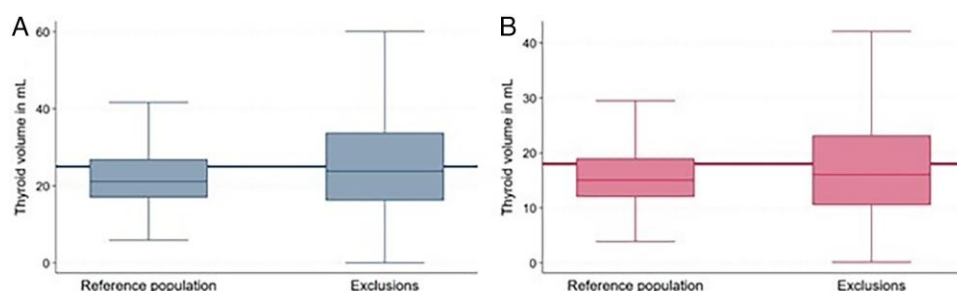 A
Thyroid volume in mL
60
40
20
0
Reference population
Exclusions
B
Thyroid volume in mL
40
30
20
10
0
Reference population
Exclusions